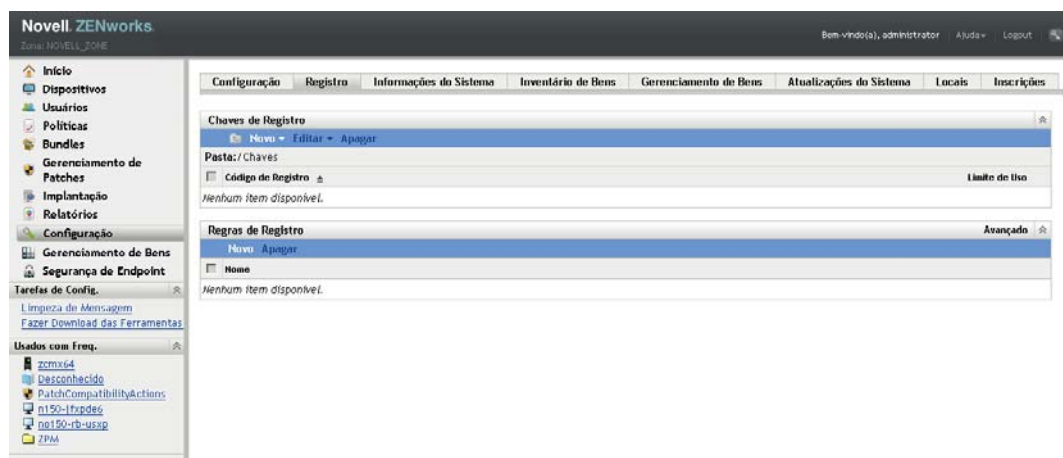 Novell ZENworks
Zona: NOVELL_ZONE
Bem-vindo(a), administrator Ajuda Logout
Início
Dispositivos
Usuários
Políticas
Bundles
Gerenciamento de
Patches
Implantação
Relatórios
Configuração
Gerenciamento de Bens
Segurança de Endpoint
Tarefas de Config.
Limpeza de Mensagem
Fazer Download das Ferramentas
Usados com Freq.
zcmx64
Desconhecido
PatchCompatibilityActions
n150-lfxpde6
no150-rb-usxp
ZPM
Configuração Registro Informações do Sistema Inventário de Bens Gerenciamento de Bens Atualizações do Sistema Locais Inscrições
Chaves de Registro
Novo Editar Apagar
Pasta:/Chaves
Código de Registro Limite de Uso
Nenhum item disponível.
Regras de Registro Avançado
Novo Apagar
Nome
Nenhum item disponível.